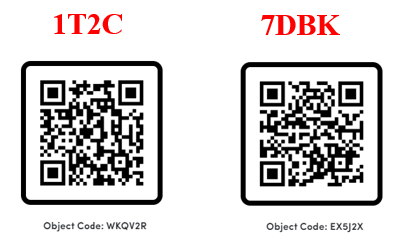 1T2C
7DBK
Object Code: WKQV2R
Object Code: EX5J2X